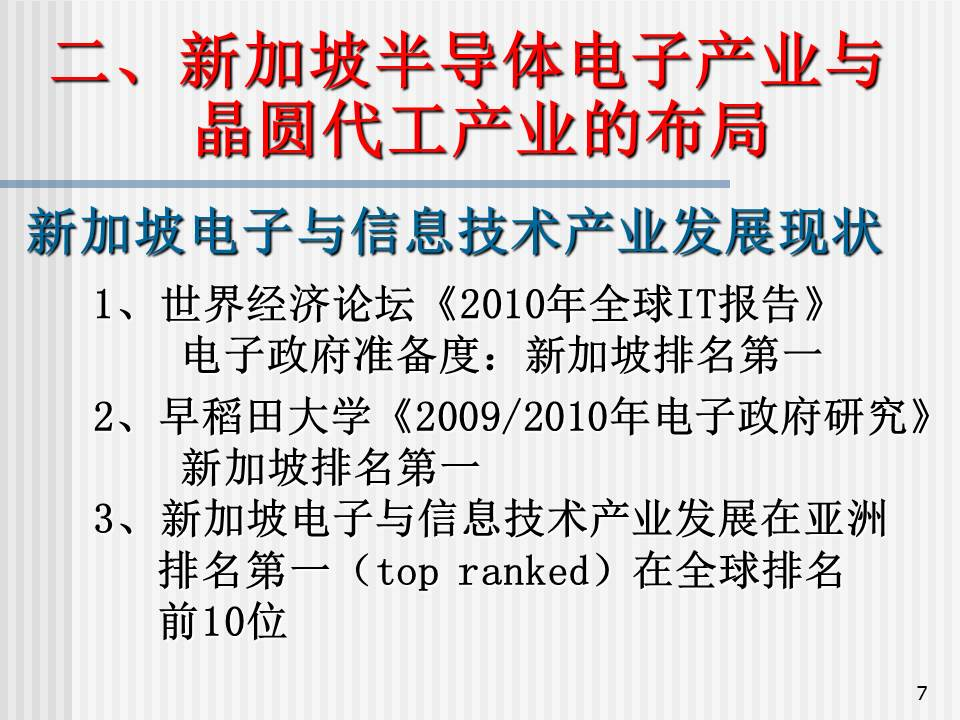 二、新加坡半导体电子产业与
晶圆代工产业的布局
新加坡电子与信息技术产业发展现状
1、世界经济论坛《2010年全球IT报告》
电子政府准备度：新加坡排名第一
2、早稻田大学《2009/2010年电子政府研究》
新加坡排名第一
3、新加坡电子与信息技术产业发展在亚洲
排名第一（top ranked）在全球排名
前10位
7